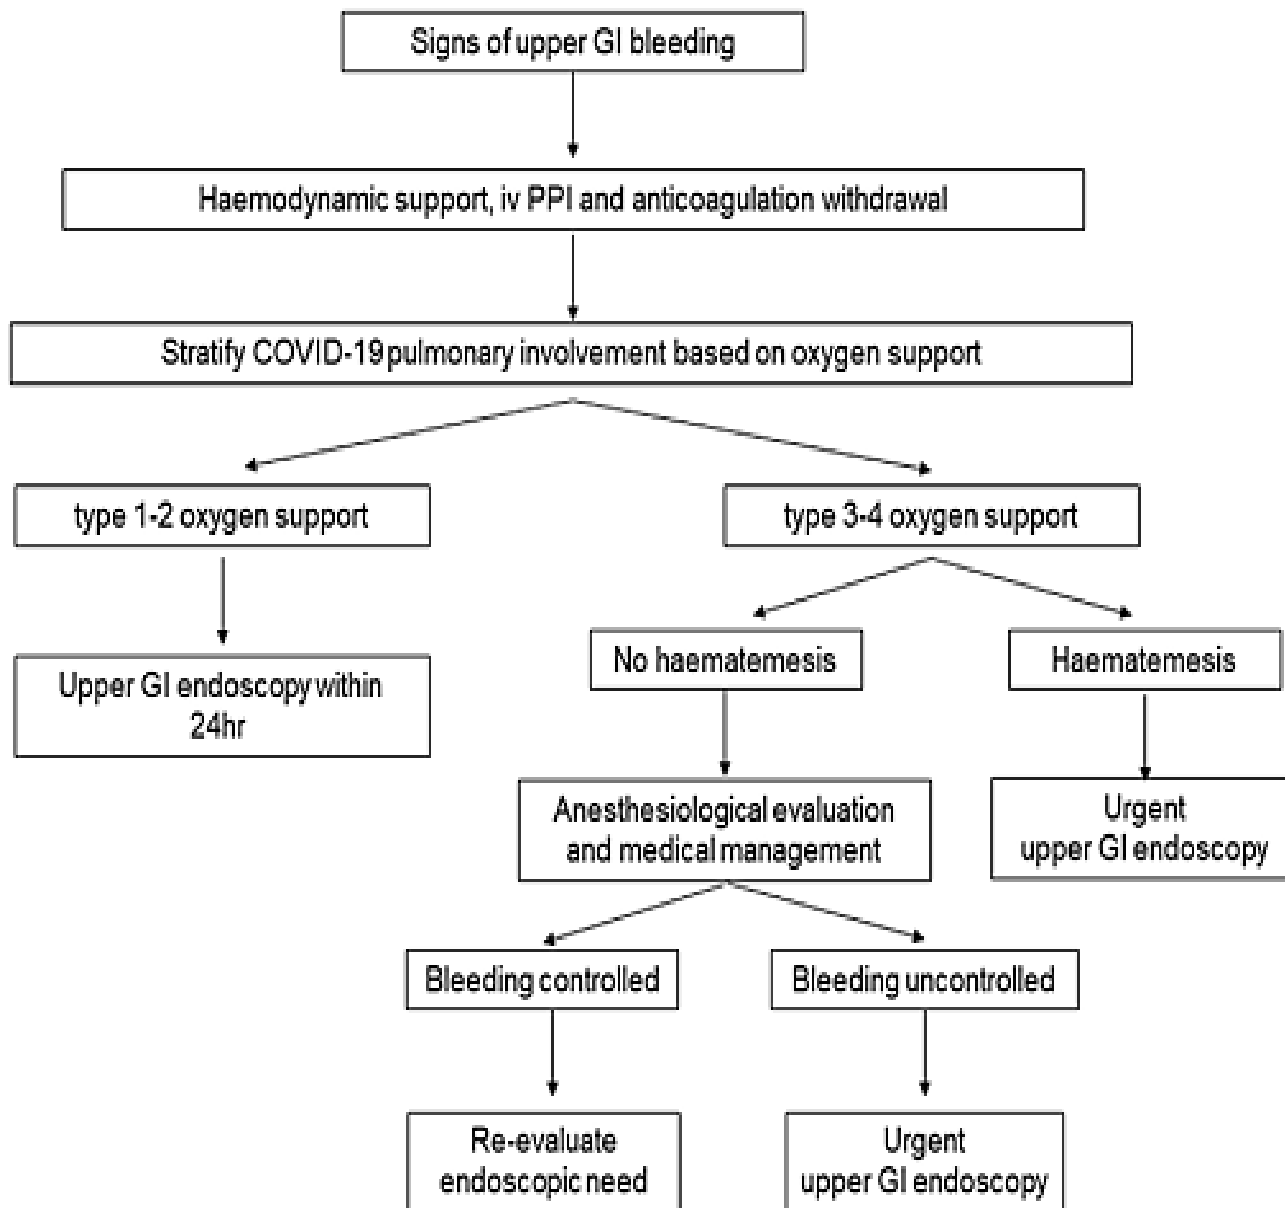 Signs of upper GI bleeding
Haemodynamic support, iv PPI and anticoagulation withdrawal
Stratify COVID-19 pulmonary involvement based on oxygen support
type 1-2 oxygen support
type 3-4 oxygen support
No haematemesis
Haematemesis
Upper GI endoscopy within
24hr
Anesthesiological evaluation
and medical management
Urgent
upper GI endoscopy
Bleeding controlled
Bleeding uncontrolled
Re-evaluate
endoscopic need
Urgent
upper GI endoscopy